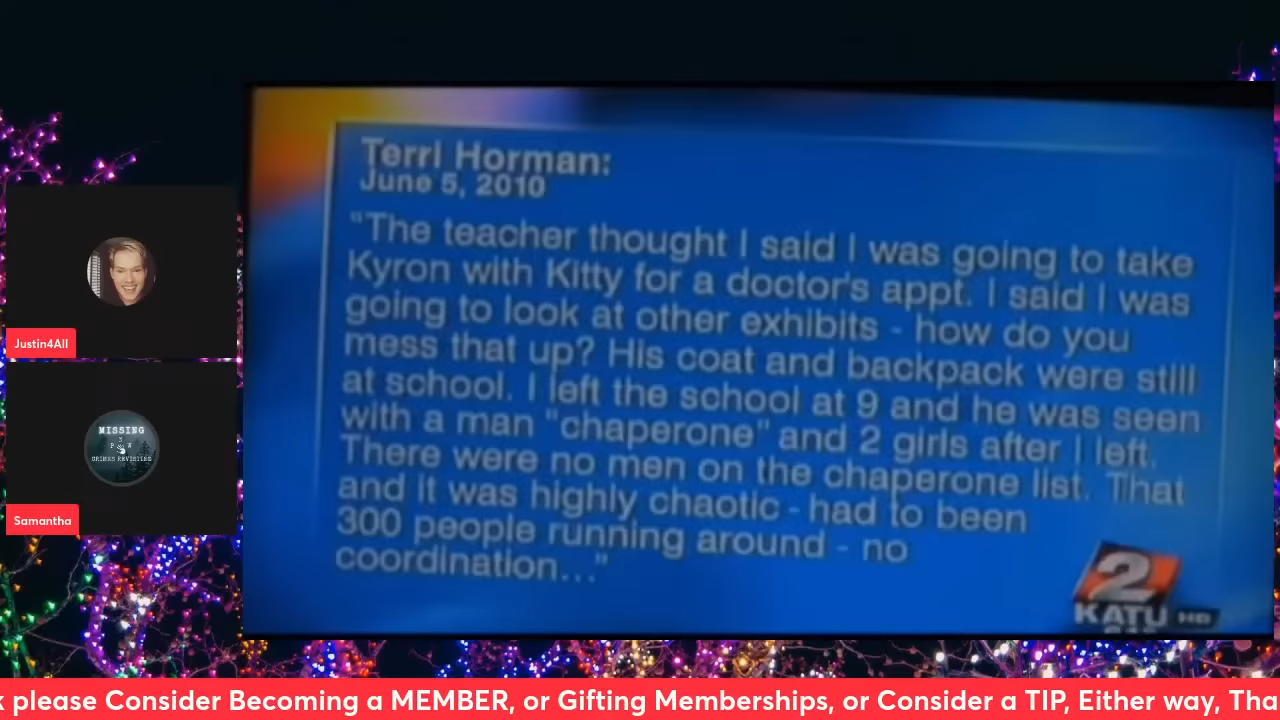 Terri Horman:
June 5, 2010
"The teacher thought I said I was going to take
Kyron with Kitty for a doctor's appt. I said I was
going to look at other exhibits - how do you
mess that up? His coat and backpack were still
at school. I left the school at 9 and he was seen
with a man "chaperone" and 2 girls after I left.
There were no men on the chaperone list. That
and it was highly chaotic - had to been
300 people running around - no
coordination..."
2
KATU HD
Justin4All
MISSING
CRIMES REVISITED
Samantha
please Consider Becoming a MEMBER, or Gifting Memberships, or Consider a TIP, Either way, Tha